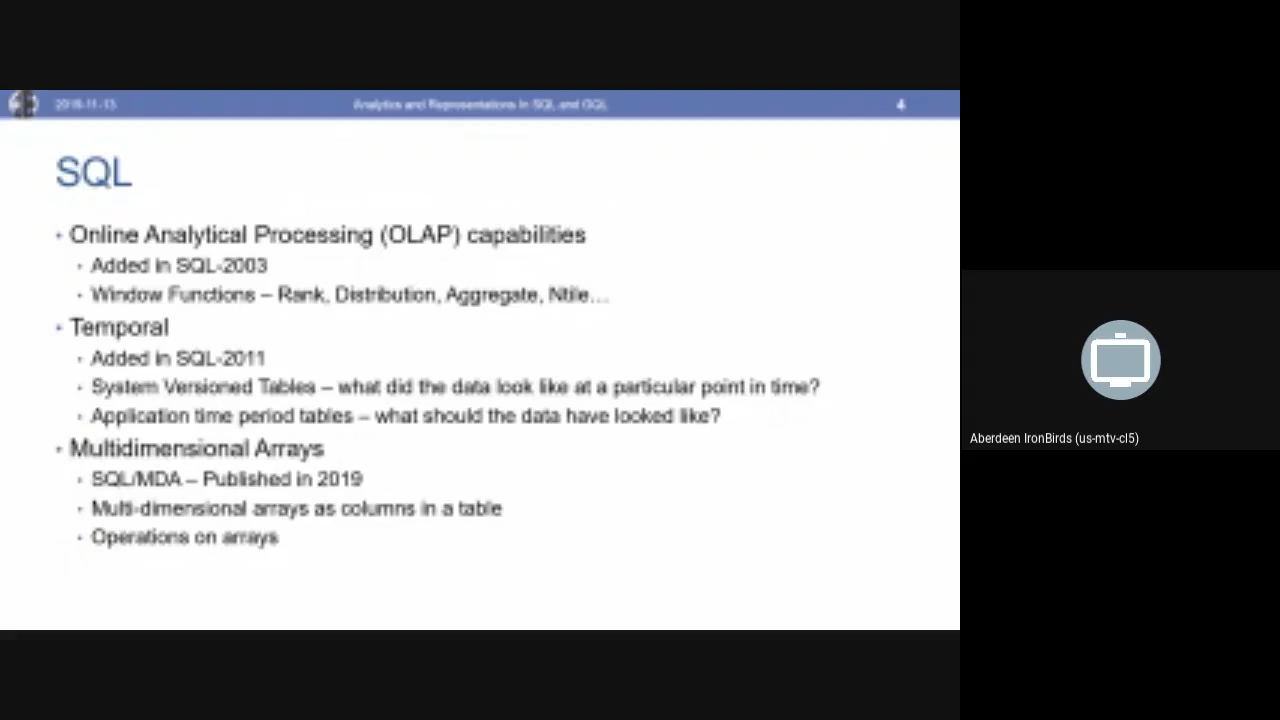 2019-11-13
Analytics and Representations in SQL and GQL
4
SQL
• Online Analytical Processing (OLAP) capabilities
• Added in SQL-2003
• Window Functions – Rank, Distribution, Aggregate, Ntile…
• Temporal
• Added in SQL-2011
• System Versioned Tables – what did the data look like at a particular point in time?
• Application time period tables – what should the data have looked like?
• Multidimensional Arrays
• SQL/MDA – Published in 2019
• Multi-dimensional arrays as columns in a table
• Operations on arrays
Aberdeen IronBirds (us-mtv-cl5)